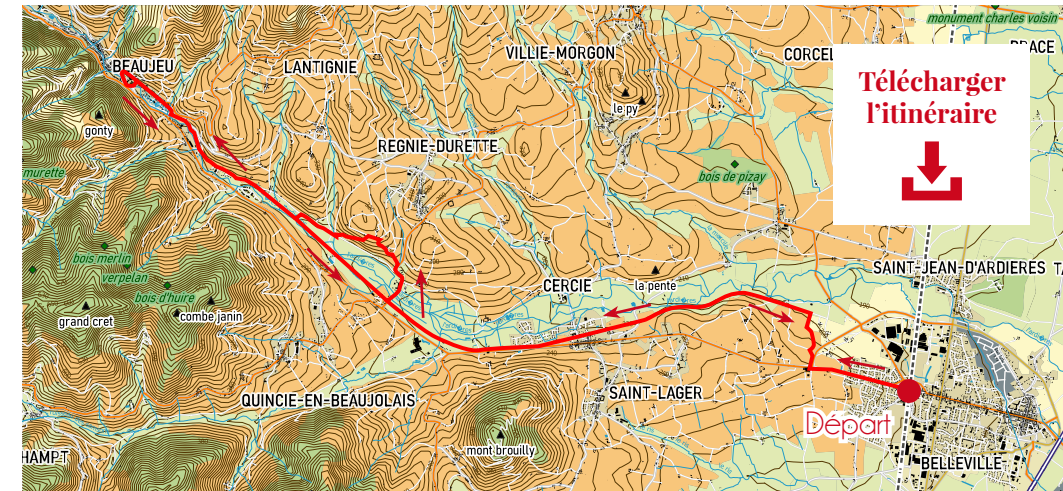 monument charles voisin
BEAUJEU
LANTIGNIE
VILLIE-MORGON
CORCEL
DRACE
Télécharger
l'itinéraire
gonty
le py
REGNIE-DURETTE
murette
bois de pizay
bois merlin
verpelan
bois d'huire
grand cret
combe janin
CERCIE
la pente
SAINT-JEAN-D'ARDIERES
QUINCIE-EN-BEAUJOLAIS
SAINT-LAGER
Départ
mont brouilly
HAMPT
BELLEVILLE